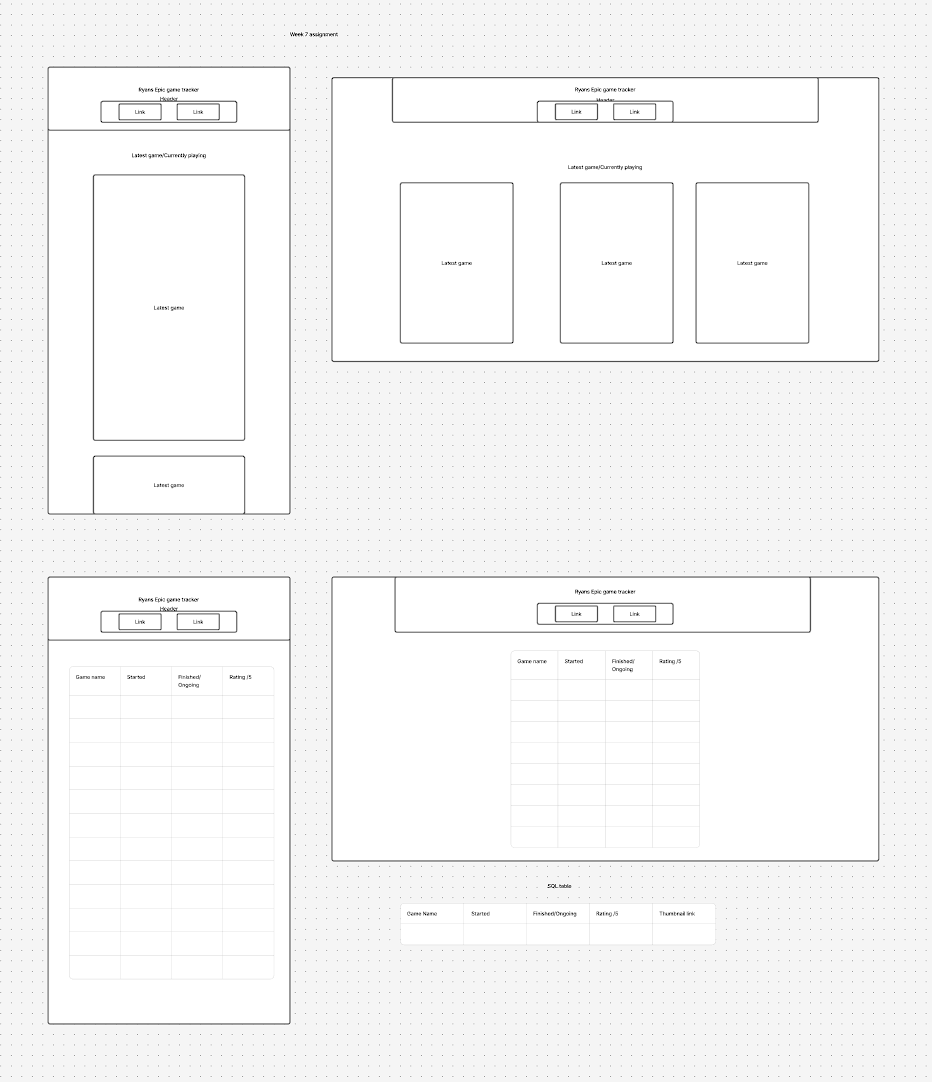 Week 7 assignment
Ryans Epic game tracker
Header
Link
Link
Latest game/Currently playing
Latest game
Latest game
Ryans Epic game tracker
Header
Link
Link
Latest game/Currently playing
Latest game
Latest game
Latest game
Ryans Epic game tracker
Header
Link
Link
Game name
Started
Finished/
Ongoing
Rating /5
Ryans Epic game tracker
Link
Link
Game name
Started
Finished/
Ongoing
Rating /5
SQL table
Game Name
Started
Finished/Ongoing
Rating /5
Thumbnail link